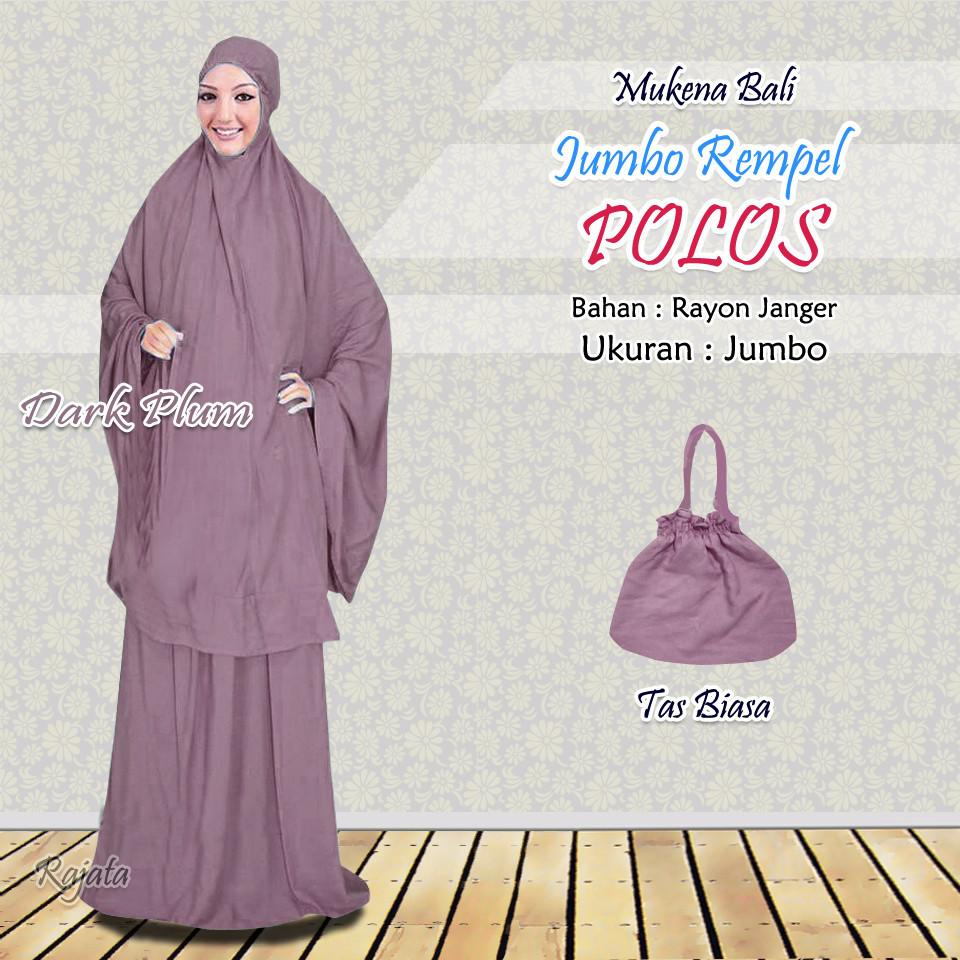 Mukena Bali
Jumbo Rempel
POLOS
Bahan : Rayon Janger
Ukuran : Jumbo
Dark Plum
Tas Biasa
Rajata